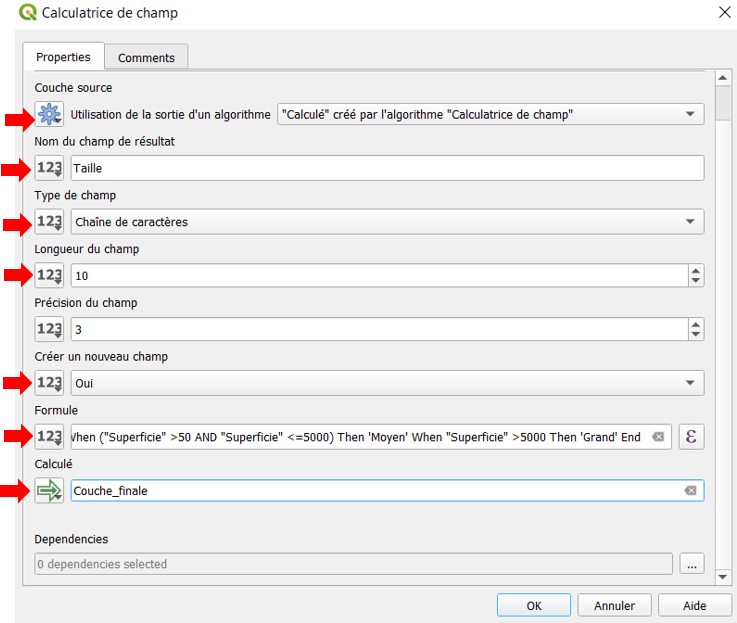 Calculatrice de champ
Properties
Comments
Couche source
Utilisation de la sortie d'un algorithme
"Calculé" créé par l'algorithme "Calculatrice de champ"
Nom du champ de résultat
123 Taille
Type de champ
123 Chaîne de caractères
Longueur du champ
123 10
Précision du champ
123 3
Créer un nouveau champ
123 Oui
Formule
123 When ("Superficie" >50 AND "Superficie" <=5000) Then 'Moyen' When "Superficie" >5000 Then 'Grand' End ε
Calculé
Couche_finale
Dependencies
0 dependencies selected ...
OK Annuler Aide